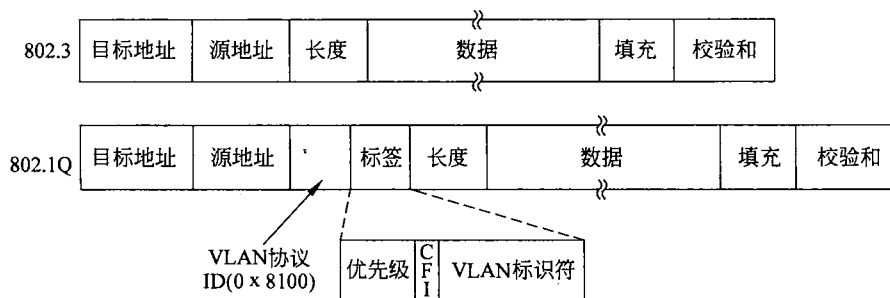 802.3 目标地址 源地址 长度 数据 填充 校验和
802.1Q 目标地址 源地址 标签 长度 数据 填充 校验和
VLAN协议
ID(0 x 8100)
优先级 CFI VLAN标识符